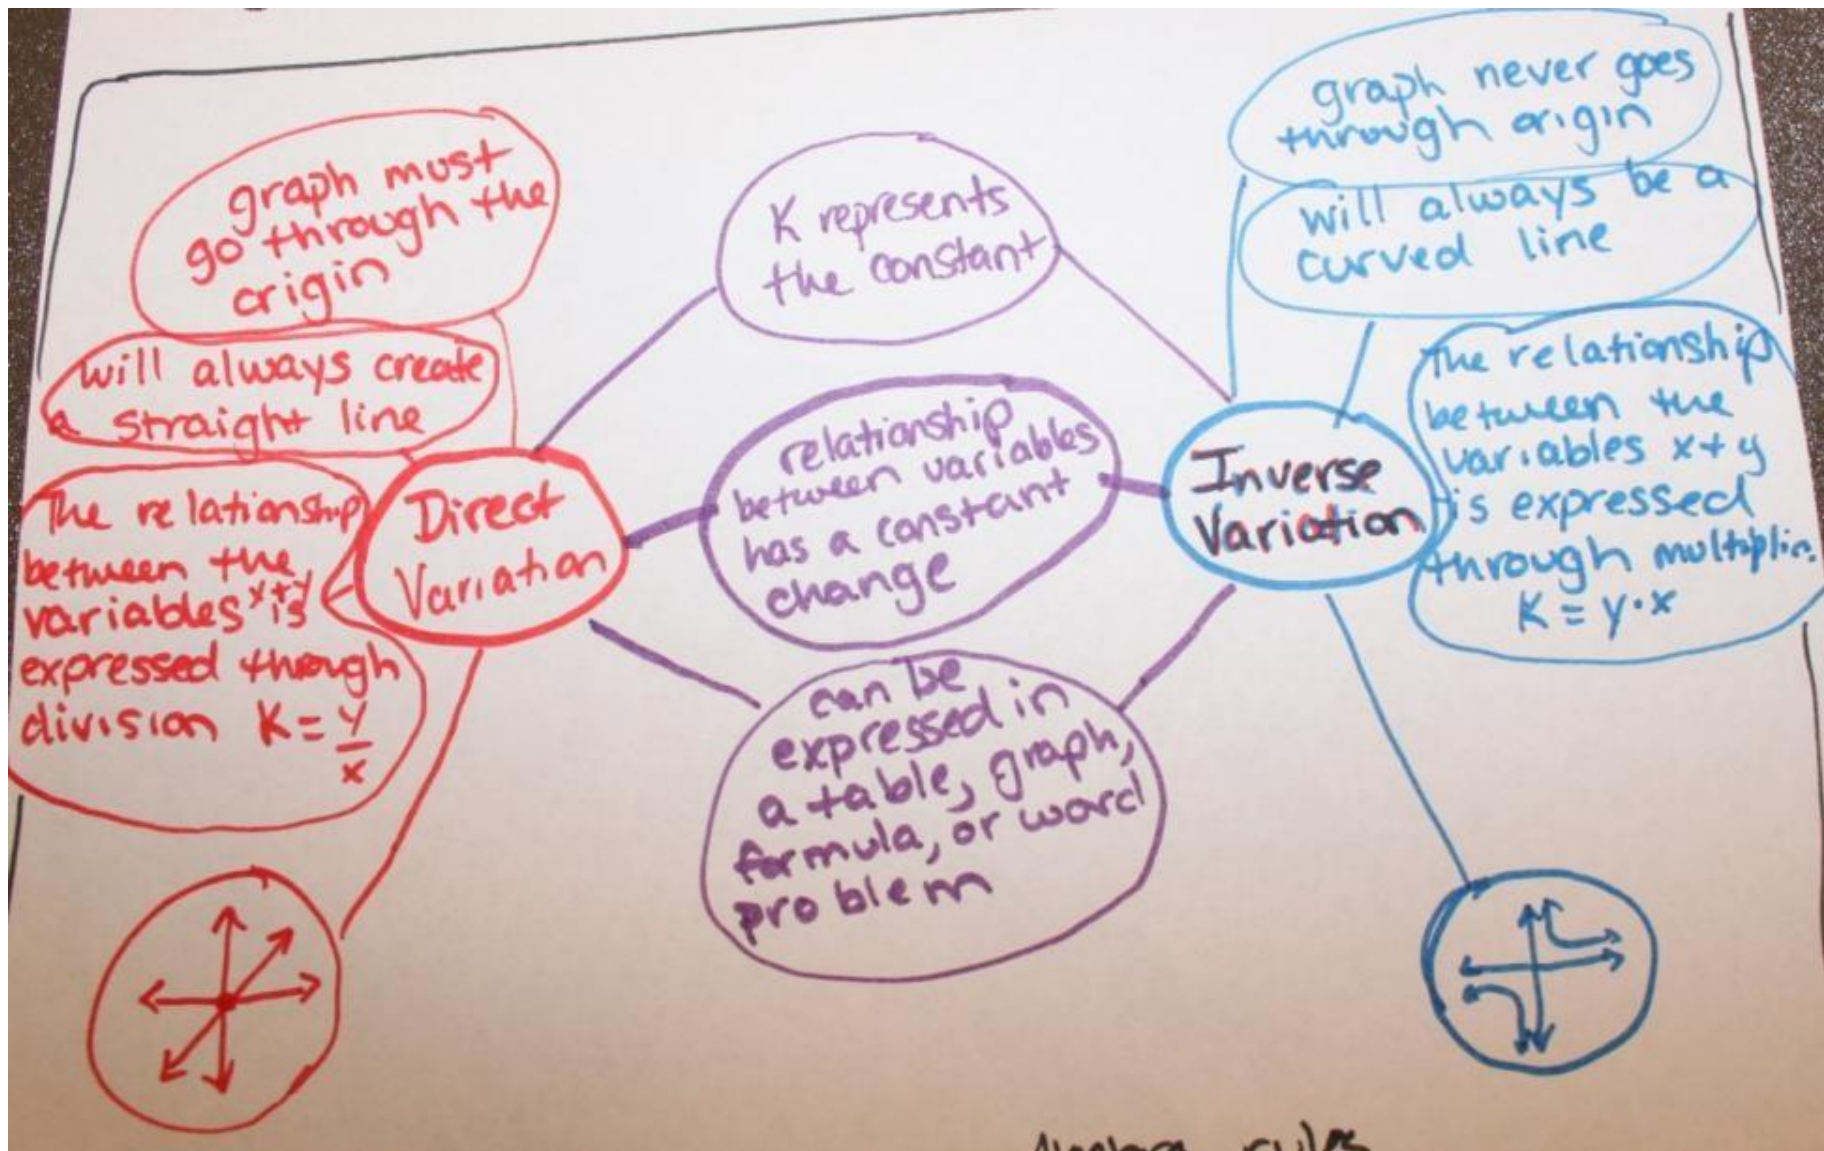 graph must
go through the
origin
will always create
a straight line
The relationship
between the
variables x+y is
expressed through
division K = y/x
Direct
Variation
K represents
the constant
relationship
between variables
has a constant
change
can be
expressed in
a table, graph,
formula, or word
problem
graph never goes
through origin
will always be a
curved line
Inverse
Variation
The relationship
between the
variables x+y
is expressed
through multiplic.
K = y·x
rules